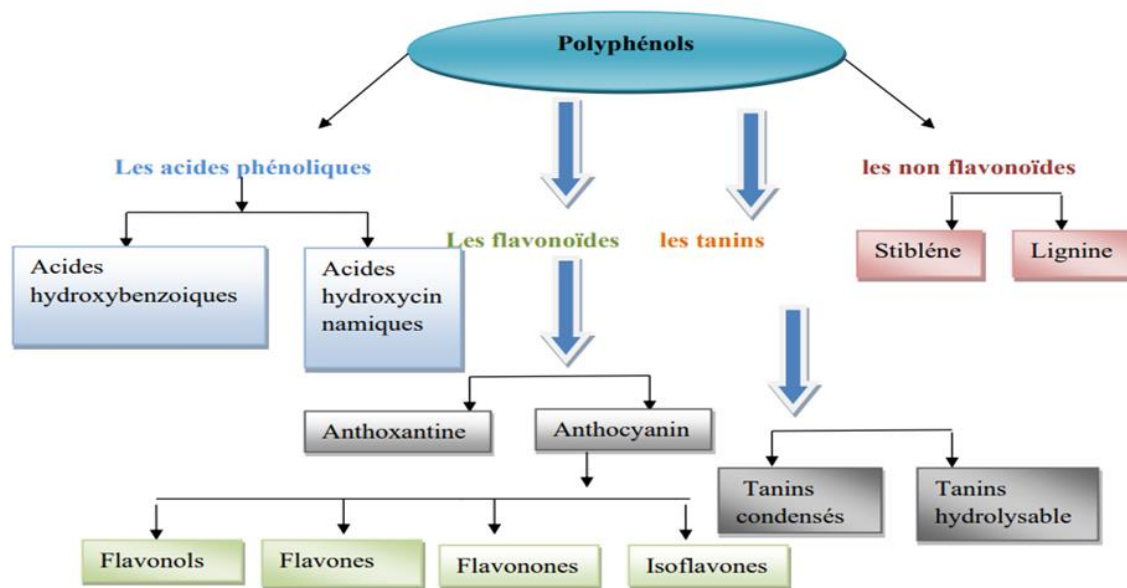 Polyphénols
Les acides phénoliques
les non flavonoïdes
Les flavonoïdes
les tanins
Stibléne
Lignine
Acides
hydroxybenzoiques
Acides
hydroxycin
namiques
Anthoxantine
Anthocyanin
Tanins
condensés
Tanins
hydrolysable
Flavonols
Flavones
Flavonones
Isoflavones